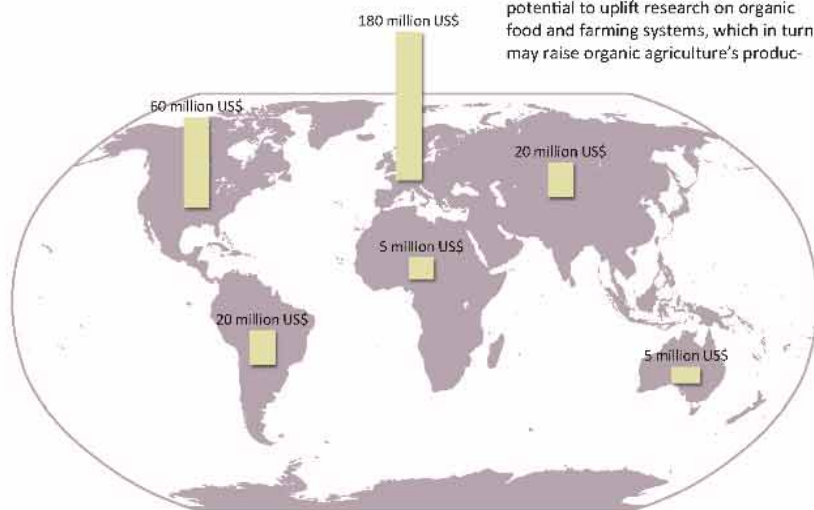 potential to uplift research on organic
food and farming systems, which in turn
may raise organic agriculture's produc-
180 million US$
60 million US$
20 million US$
5 million US$
20 million US$
5 million US$